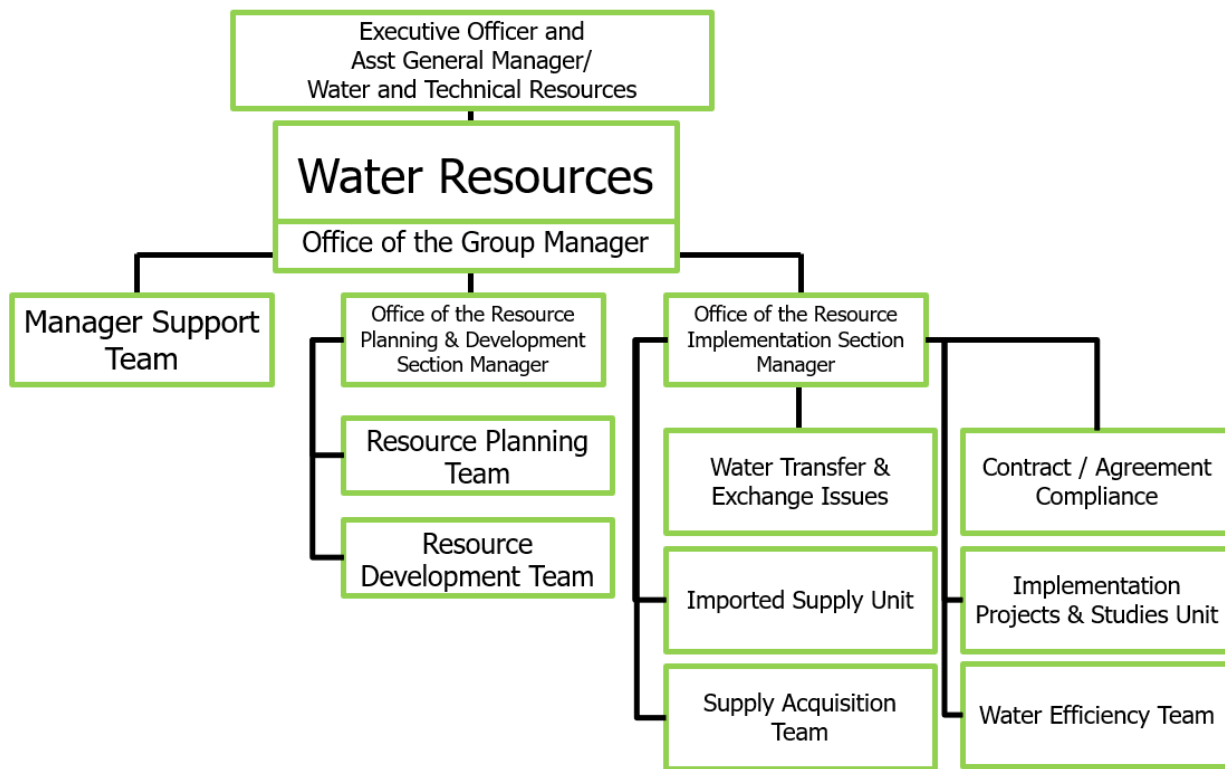 Executive Officer and
Asst General Manager/
Water and Technical Resources
Water Resources
Office of the Group Manager
Manager Support
Team
Office of the Resource
Planning & Development
Section Manager
Resource Planning
Team
Resource
Development Team
Office of the Resource
Implementation Section
Manager
Water Transfer &
Exchange Issues
Imported Supply Unit
Supply Acquisition
Team
Contract / Agreement
Compliance
Implementation
Projects & Studies Unit
Water Efficiency Team